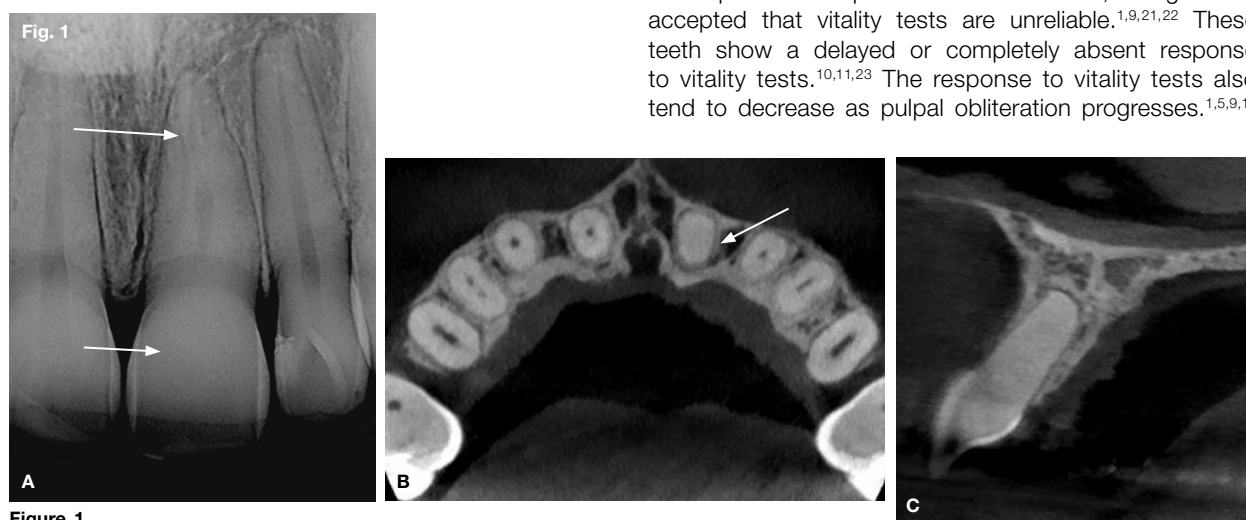 accepted that vitality tests are unreliable.1,9,21,22 These
teeth show a delayed or completely absent response
to vitality tests.10,11,23 The response to vitality tests also
tend to decrease as pulpal obliteration progresses.1,5,9,1
Fig. 1
A
B
C
Figure 1